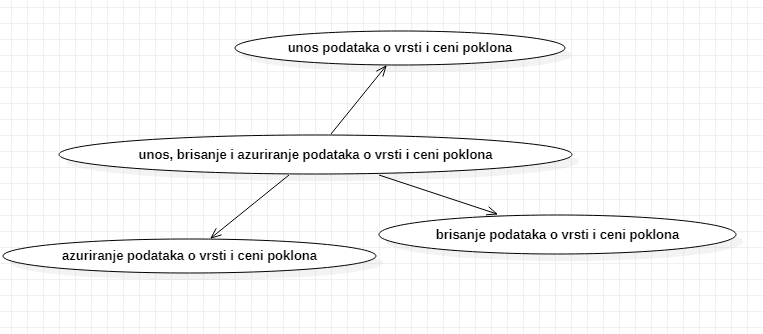 unos podataka o vrsti i ceni poklona
unos, brisanje i azuriranje podataka o vrsti i ceni poklona
brisanje podataka o vrsti i ceni poklona
azuriranje podataka o vrsti i ceni poklona